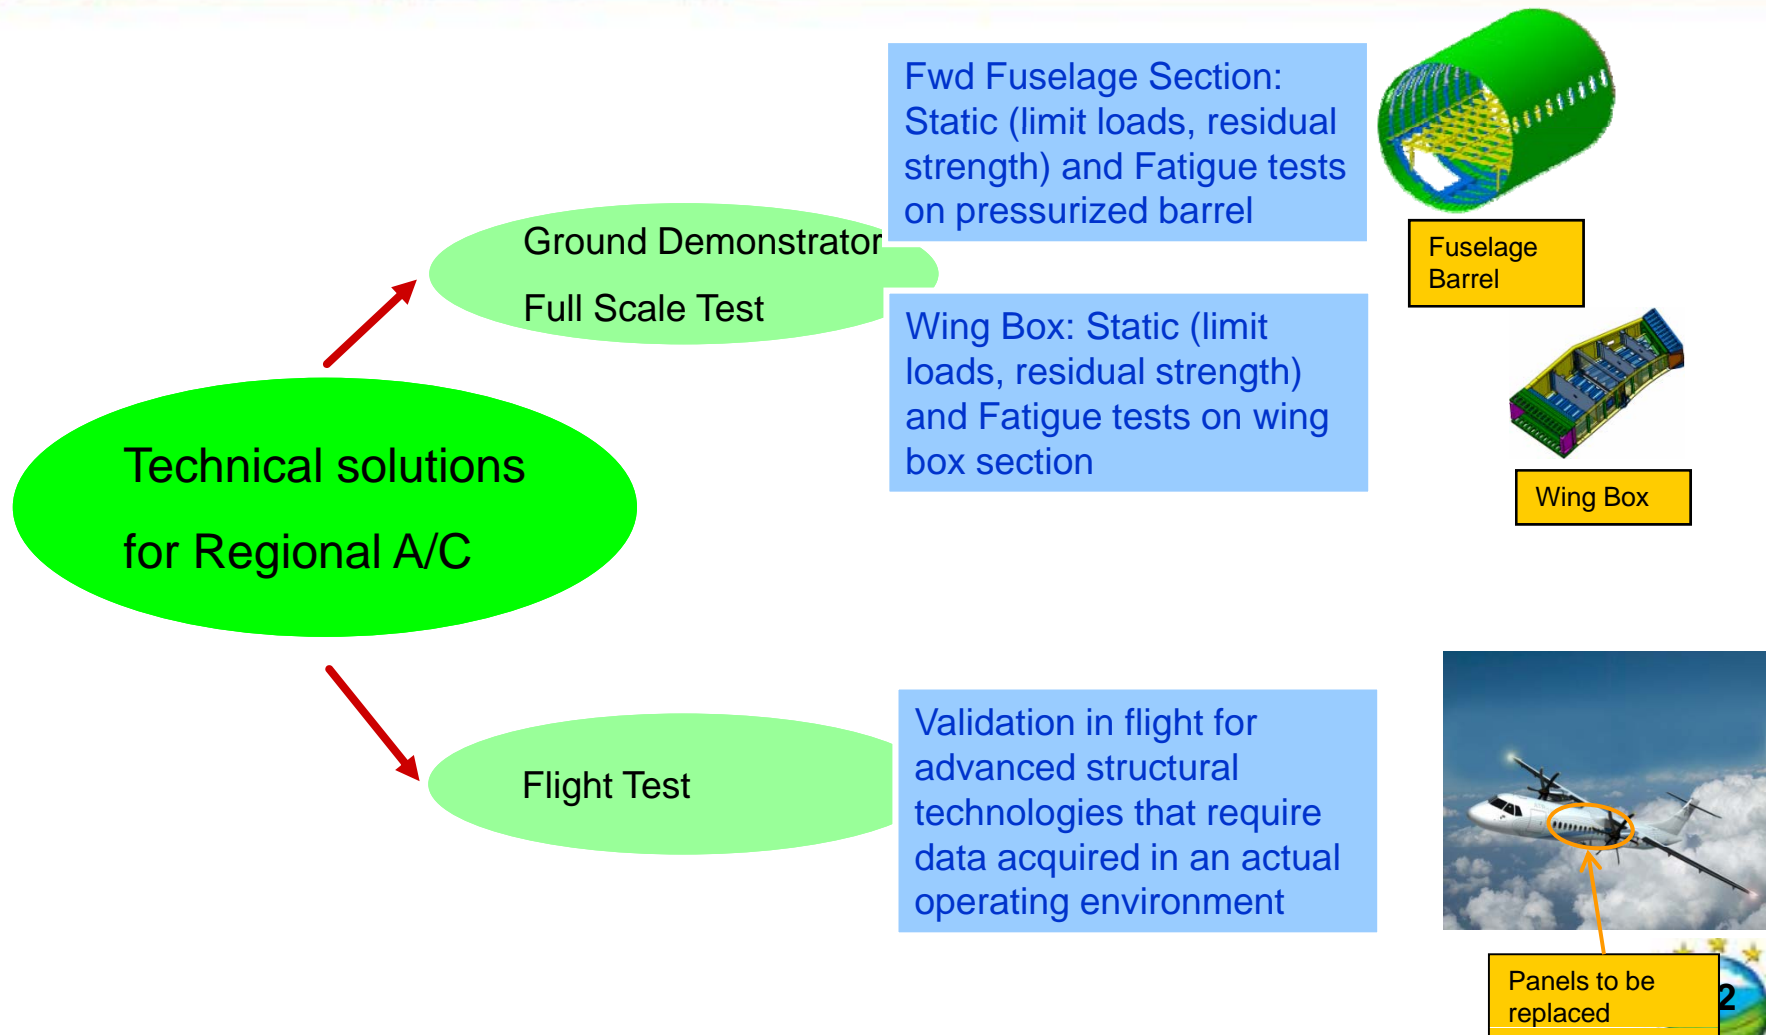 Fwd Fuselage Section:
Static (limit loads, residual
strength) and Fatigue tests
on pressurized barrel
Fuselage
Barrel
Ground Demonstrator
Full Scale Test
Wing Box: Static (limit
loads, residual strength)
and Fatigue tests on wing
box section
Wing Box
Technical solutions
for Regional A/C
Flight Test
Validation in flight for
advanced structural
technologies that require
data acquired in an actual
operating environment
Panels to be
replaced
2